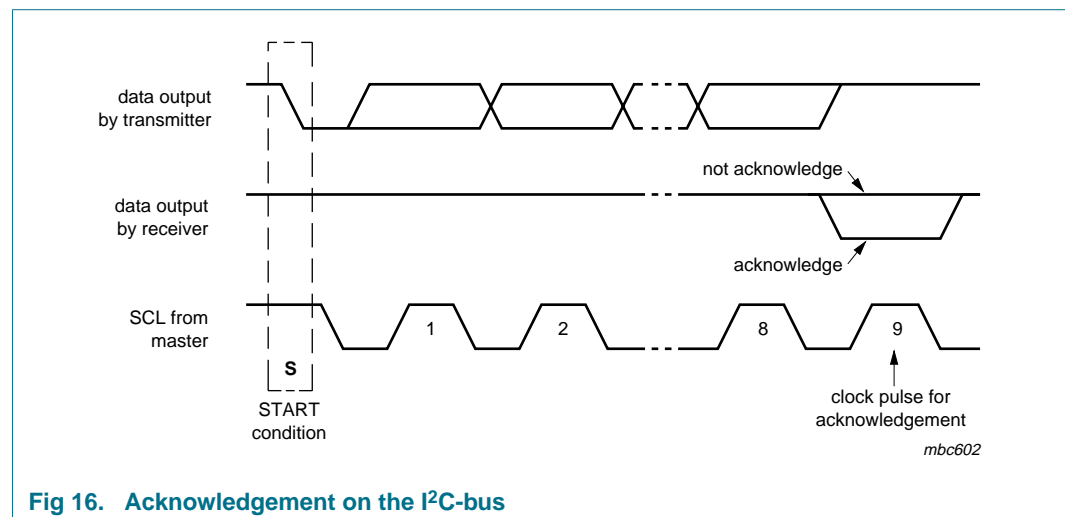 data output
by transmitter
not acknowledge
data output
by receiver
acknowledge
SCL from
master
1
2
8
9
S
START
condition
clock pulse for
acknowledgement
mbc602
Fig 16. Acknowledgement on the I²C-bus